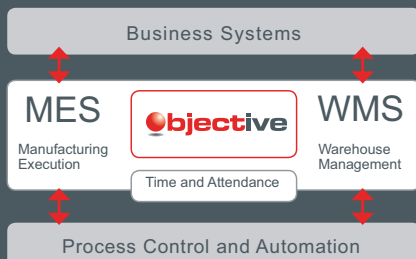 Business Systems
MES
Manufacturing
Execution
Objective
Time and Attendance
WMS
Warehouse
Management
Process Control and Automation